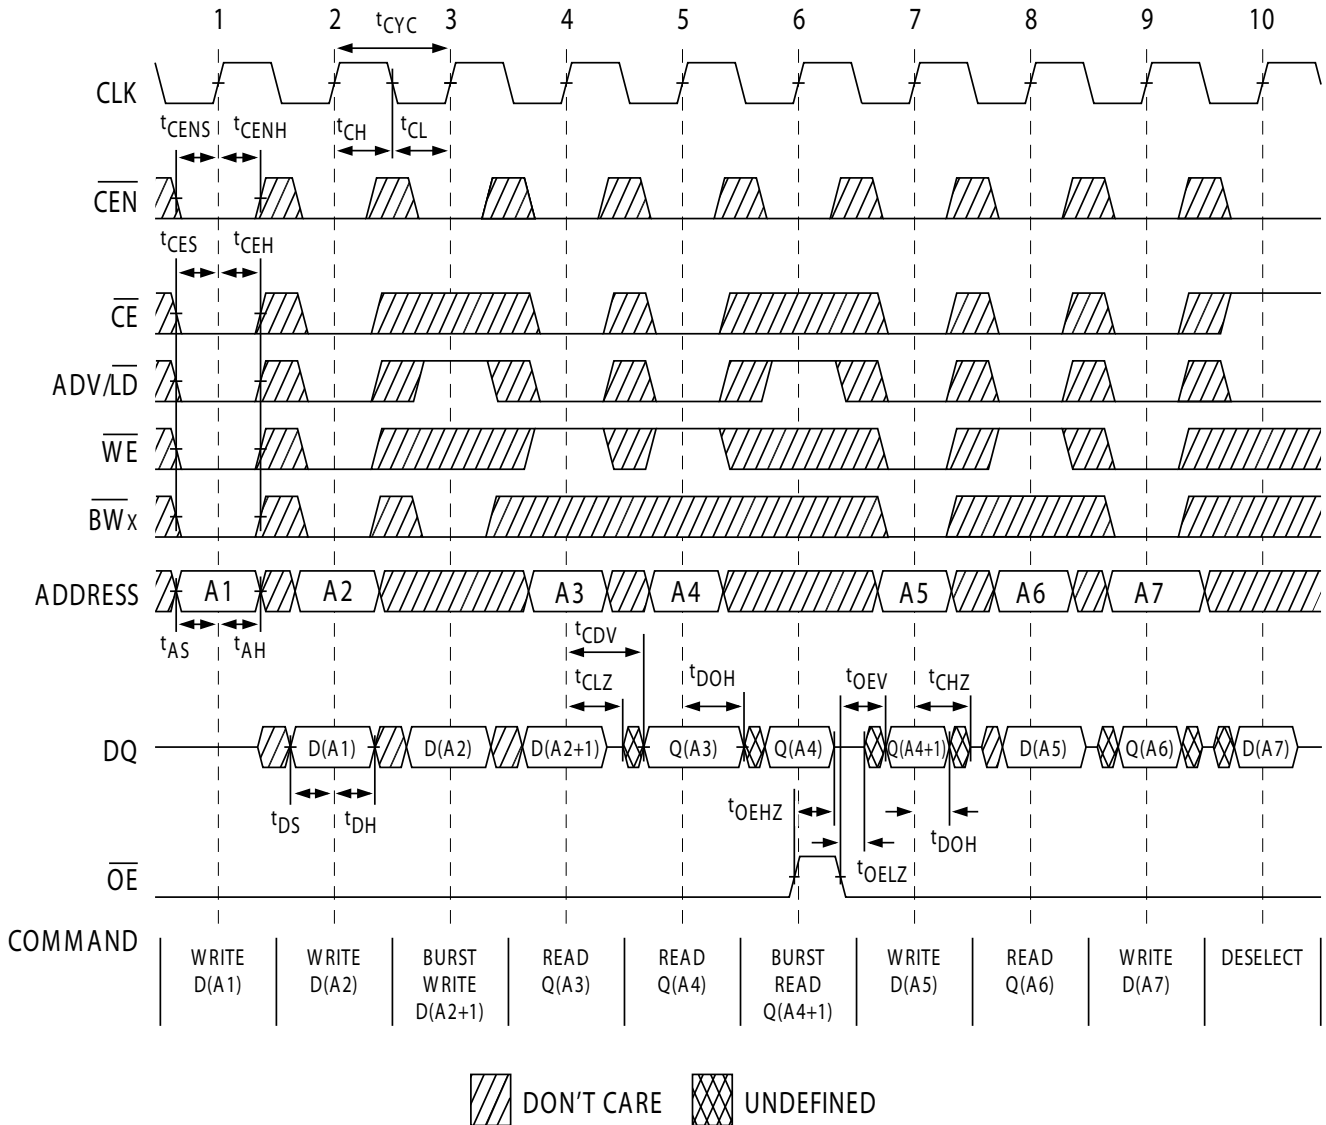 1 2 tCYC 3 4 5 6 7 8 9 10
CLK
tCENS tCENH tCH tCL
CEN
tCES tCEH
CE
ADV/LD
WE
BWx
ADDRESS A1 A2 A3 A4 A5 A6 A7
tAS tAH
tCDV
tCLZ tDOH tOEV tCHZ
DQ D(A1) D(A2) D(A2+1) Q(A3) Q(A4) Q(A4+1) D(A5) Q(A6) D(A7)
tDS tDH tOEHZ tDOH
tOELZ
OE
COMMAND
WRITE WRITE BURST READ READ BURST WRITE READ WRITE DESELECT
D(A1) D(A2) WRITE Q(A3) Q(A4) READ D(A5) Q(A6) D(A7)
D(A2+1) Q(A4+1)
DON'T CARE UNDEFINED